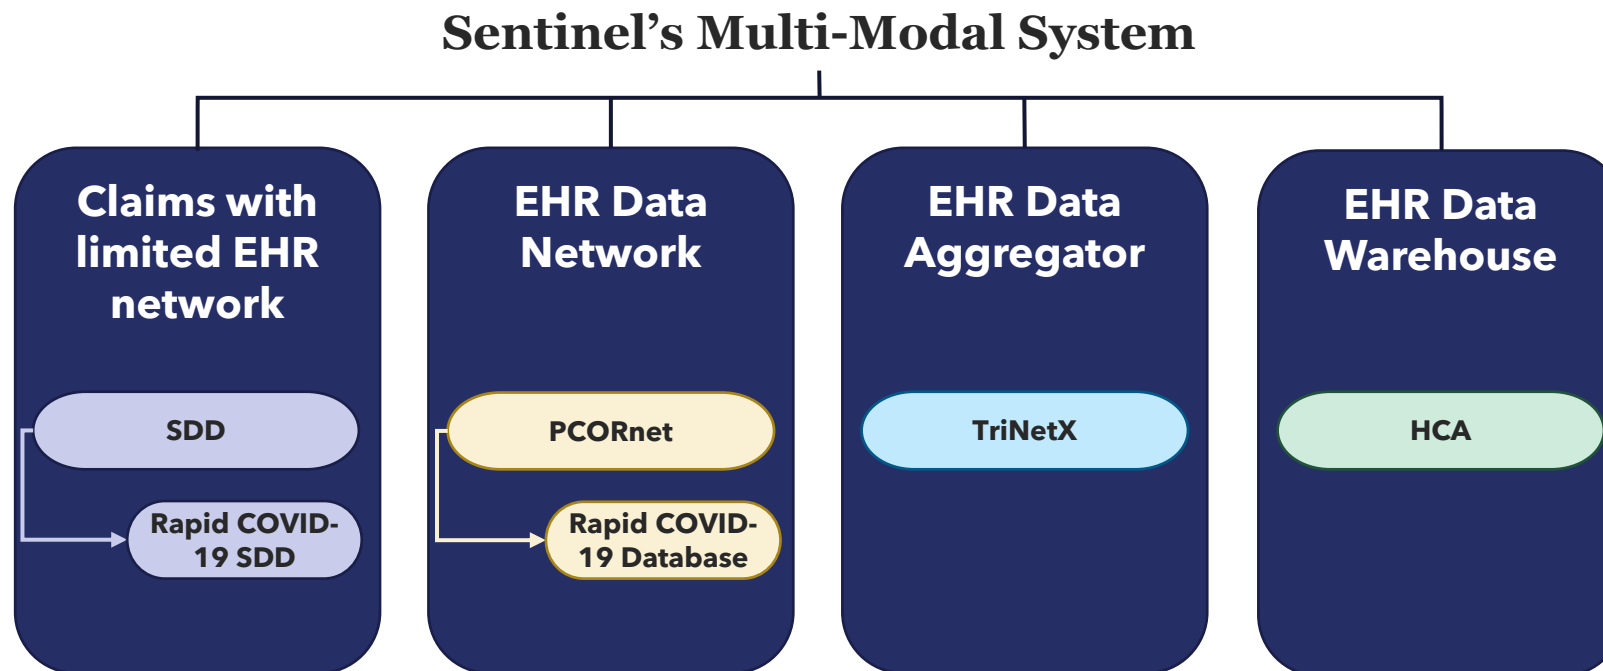 Sentinel’s Multi-Modal System
Claims with
limited EHR
network
SDD
Rapid COVID-
19 SDD
EHR Data
Network
PCORnet
Rapid COVID-
19 Database
EHR Data
Aggregator
TriNetX
EHR Data
Warehouse
HCA